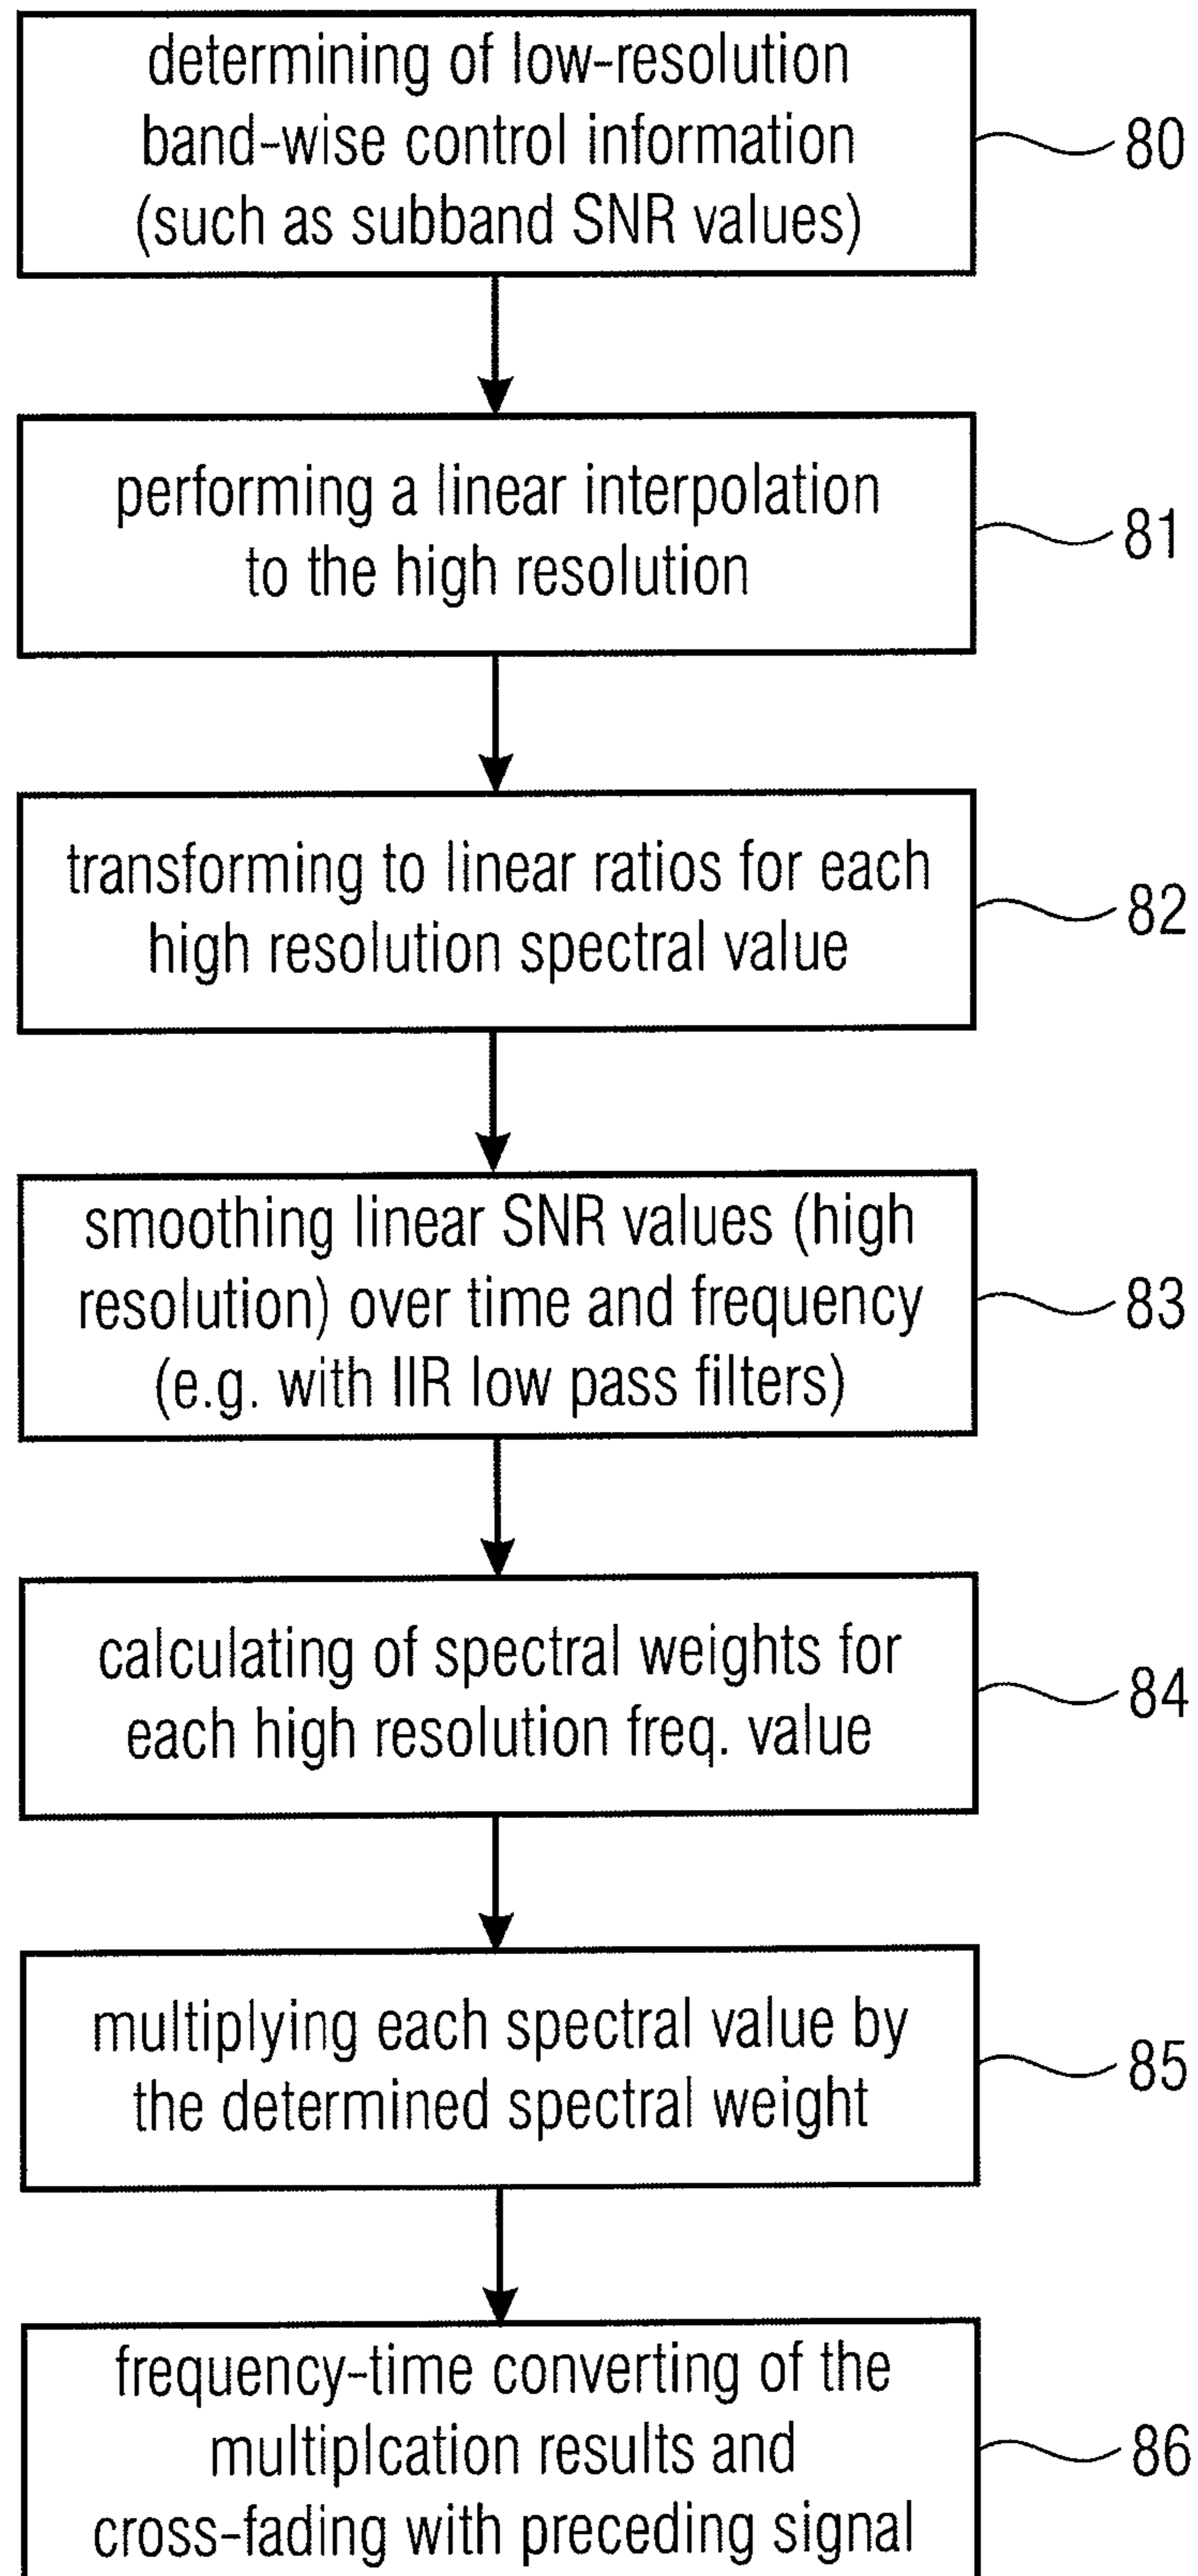 determining of low-resolution
band-wise control information
(such as subband SNR values)
80
performing a linear interpolation
to the high resolution
81
transforming to linear ratios for each
high resolution spectral value
82
smoothing linear SNR values (high
resolution) over time and frequency
(e.g. with IIR low pass filters)
83
calculating of spectral weights for
each high resolution freq. value
84
multiplying each spectral value by
the determined spectral weight
85
frequency-time converting of the
multiplcation results and
cross-fading with preceding signal
86